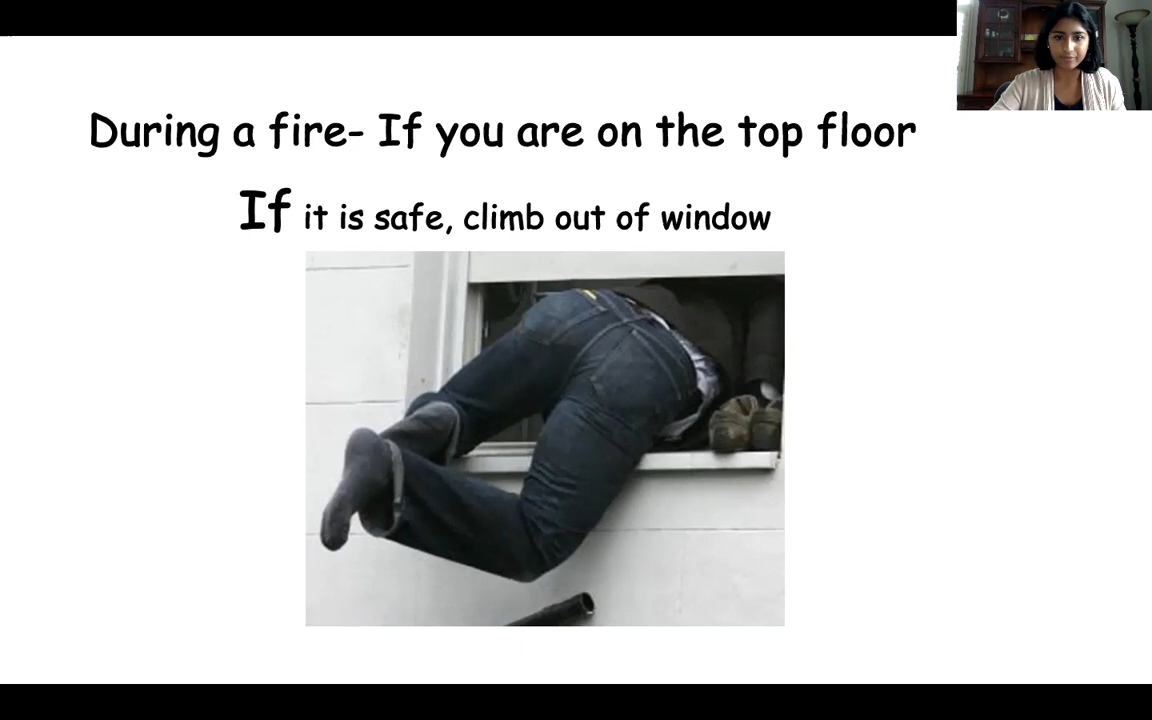 During a fire- If you are on the top floor
If it is safe, climb out of window